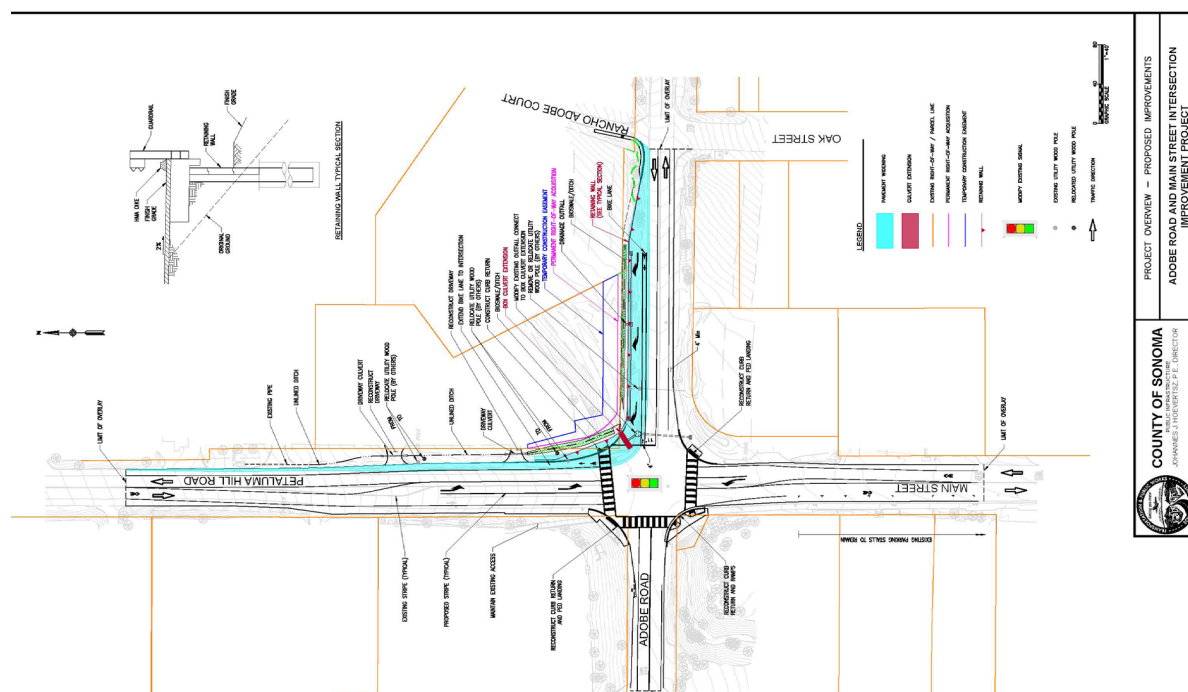 COUNTY OF SONOMA
PUBLIC INFRASTRUCTURE
JOHANNES J. HOEVERTSZ, P.E., DIRECTOR
PROJECT OVERVIEW – PROPOSED IMPROVEMENTS
ADOBE ROAD AND MAIN STREET INTERSECTION
IMPROVEMENT PROJECT
0
40
80
GRAPHIC SCALE
1"=40'
LEGEND
PAVEMENT WIDENING
CULVERT EXTENSION
EXISTING RIGHT-OF-WAY / PARCEL LINE
PERMANENT RIGHT-OF-WAY ACQUISITION
TEMPORARY CONSTRUCTION EASEMENT
RETAINING WALL
MODIFY EXISTING SIGNAL
EXISTING UTILITY WOOD POLE
RELOCATED UTILITY WOOD POLE
TRAFFIC DIRECTION
N
2%
ORIGINAL
GROUND
FINISH
GRADE
HMA DIKE
GUARDRAIL
RETAINING
WALL
FINISH
GRADE
RETAINING WALL TYPICAL SECTION
LIMIT OF OVERLAY
EXISTING PIPE
UNLINED DITCH
DRIVEWAY CULVERT
RECONSTRUCT
DRIVEWAY
RELOCATE UTILITY WOOD
POLE (BY OTHERS)
FROM
TO
UNLINED DITCH
DRIVEWAY
CULVERT
RECONSTRUCT DRIVEWAY
EXTEND BIKE LANE TO INTERSECTION
RELOCATE UTILITY WOOD
POLE (BY OTHERS)
CONSTRUCT CURB RETURN
BIOSWALE/DITCH
BOX CULVERT EXTENSION
MODIFY EXISTING OUTFALL CONNECT
TO BOX CULVERT EXTENSION
REMOVE OR RELOCATE UTILITY
WOOD POLE (BY OTHERS)
TEMPORARY CONSTRUCTION EASEMENT
PERMANENT RIGHT-OF-WAY ACQUISITION
DRAINAGE OUTFALL
BIOSWALE/DITCH
RETAINING WALL
(SEE TYPICAL SECTION)
BIKE LANE
TO
FROM
RANCHO ADOBE COURT
LIMIT OF OVERLAY
OAK STREET
PETALUMA HILL ROAD
EXISTING STRIPE (TYPICAL)
PROPOSED STRIPE (TYPICAL)
MAINTAIN EXISTING ACCESS
RECONSTRUCT CURB RETURN
AND PED LANDING
ADOBE ROAD
RECONSTRUCT CURB
RETURN AND RAMPS
RECONSTRUCT CURB
RETURN AND PED LANDING
MAIN STREET
LIMIT OF OVERLAY
EXISTING PARKING STALLS TO REMAIN